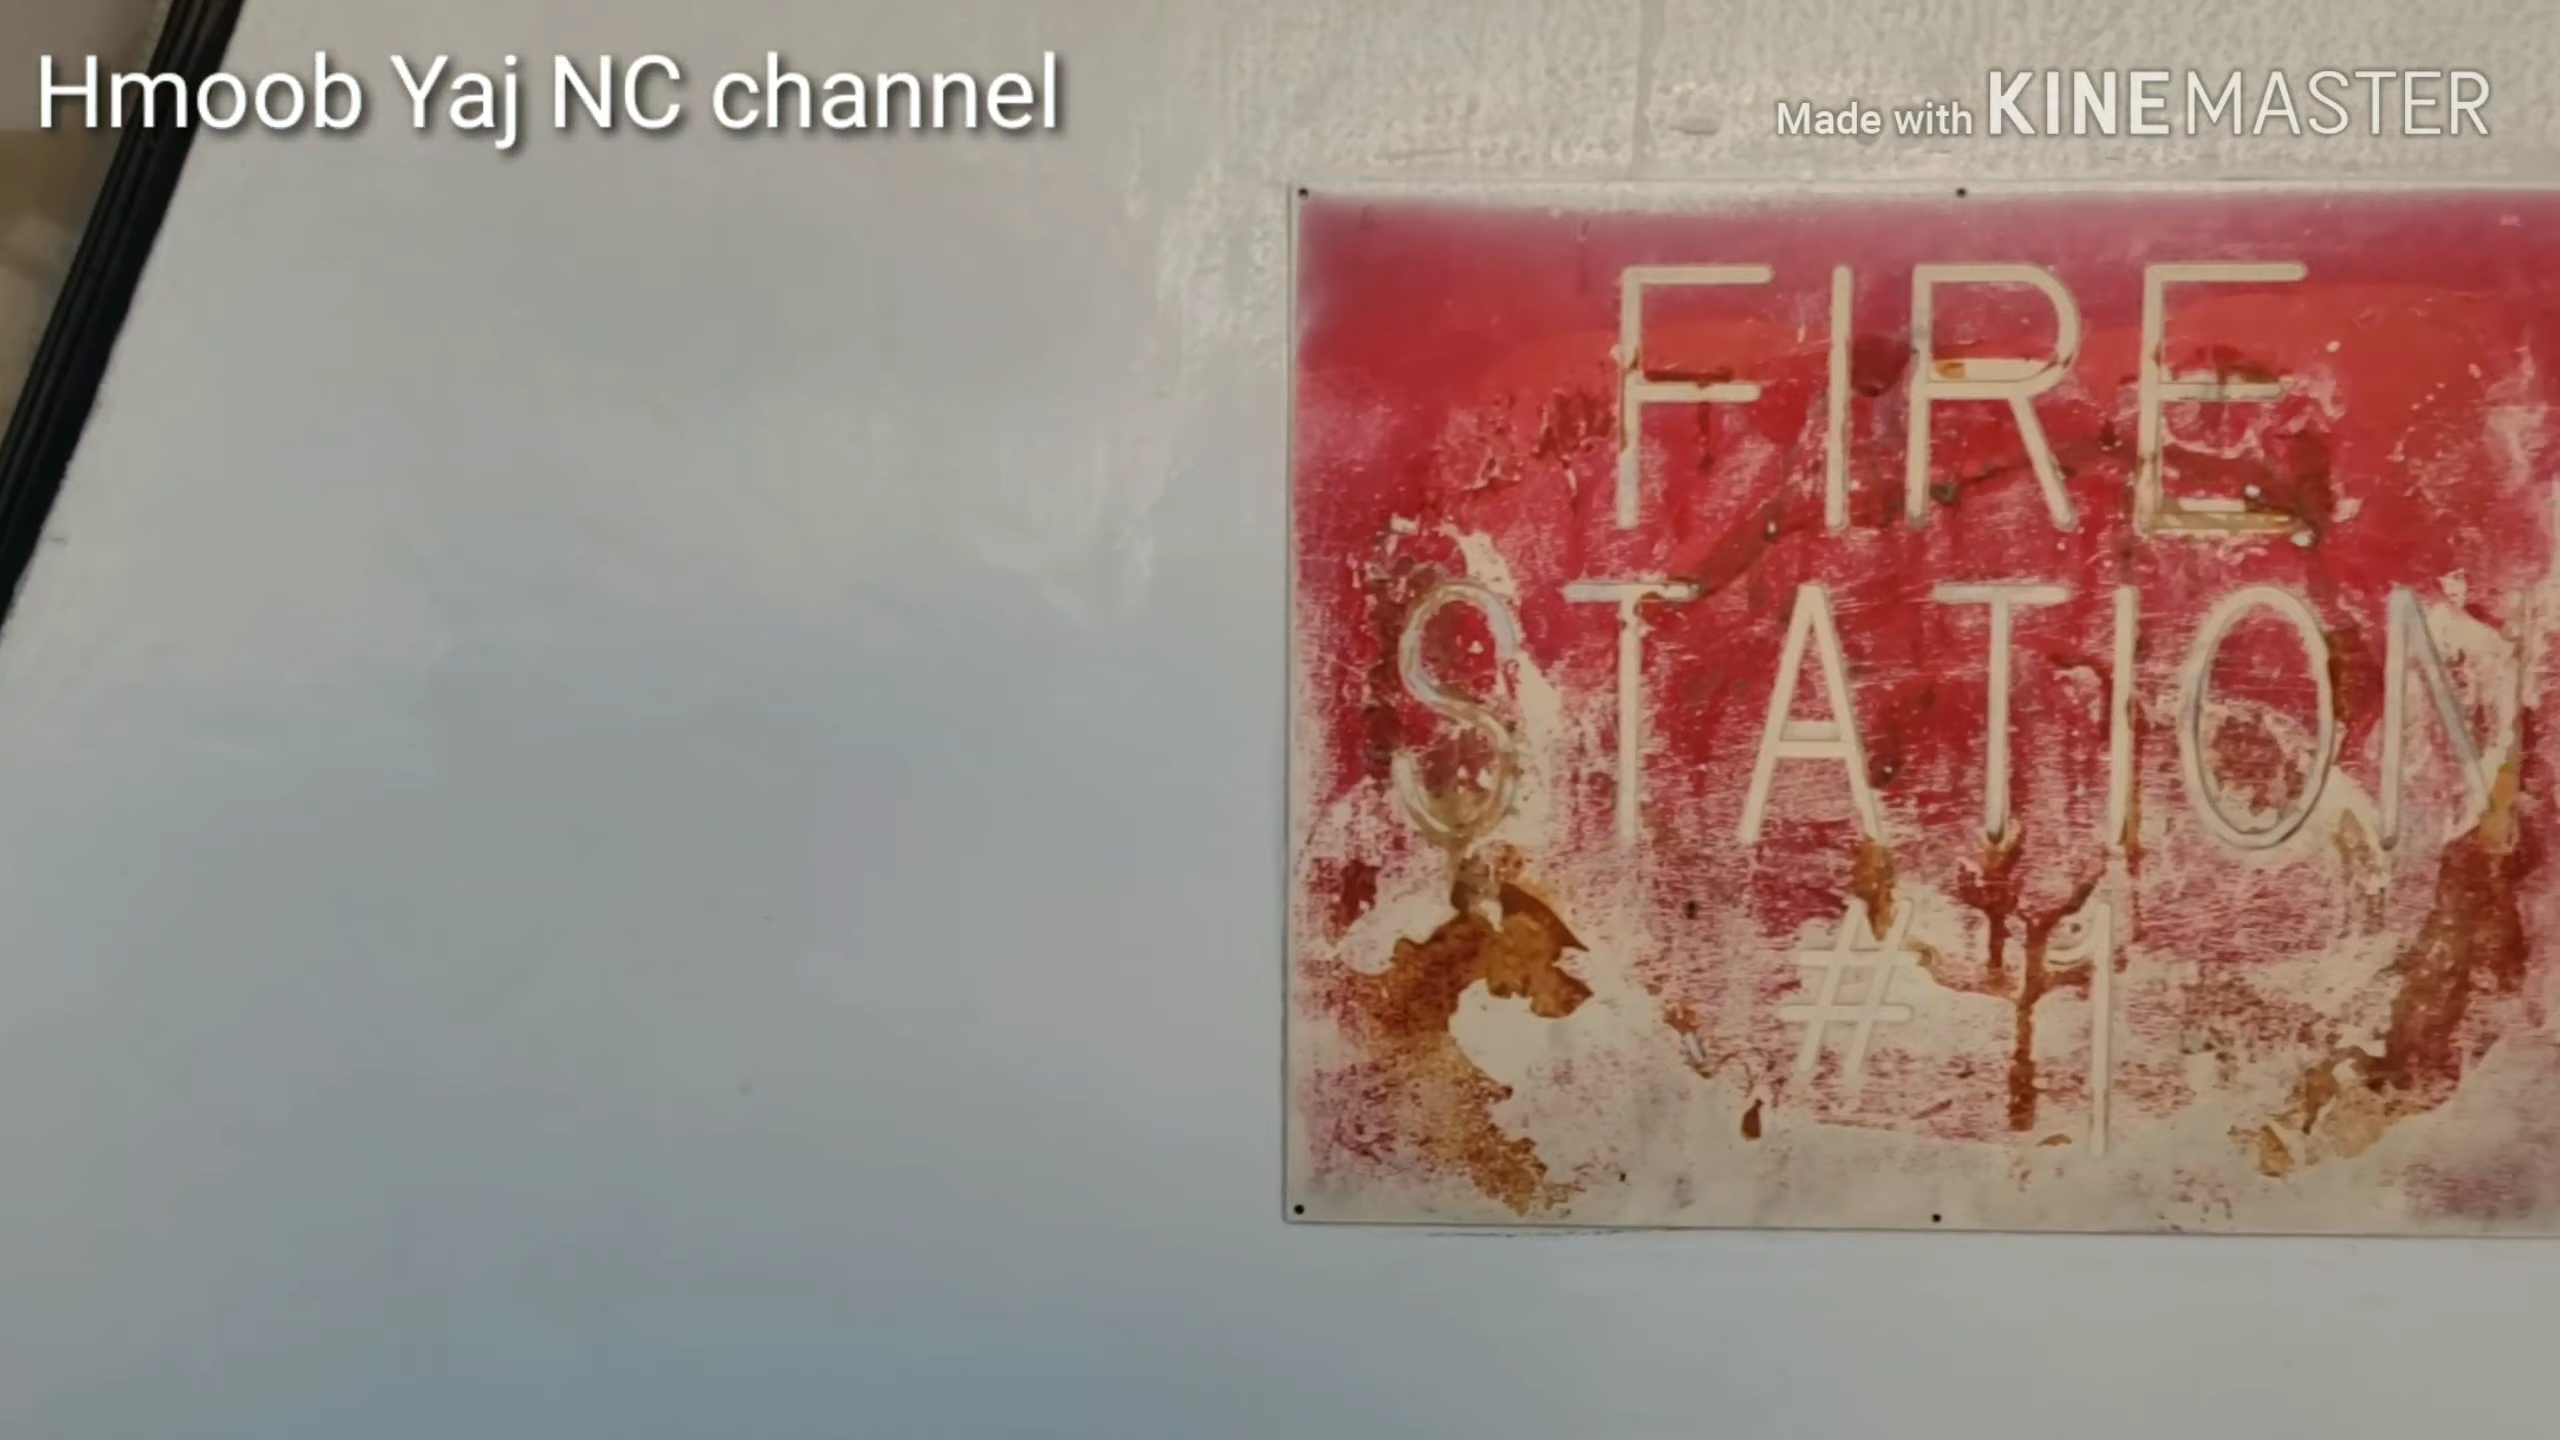 Hmoob Yaj NC channel
Made with KINEMASTER
FIRE
STATION
#1